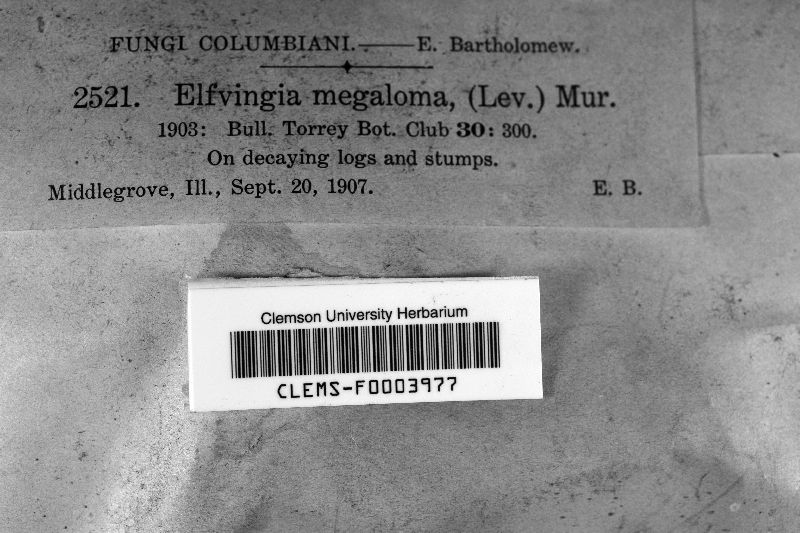 FUNGI COLUMBIANI.——E. Bartholomew.
2521. Elfvingia megaloma, (Lev.) Mur.
1903: Bull. Torrey Bot. Club 30: 300.
On decaying logs and stumps.
Middlegrove, Ill., Sept. 20, 1907. E. B.
Clemson University Herbarium
CLEMS-F0003977